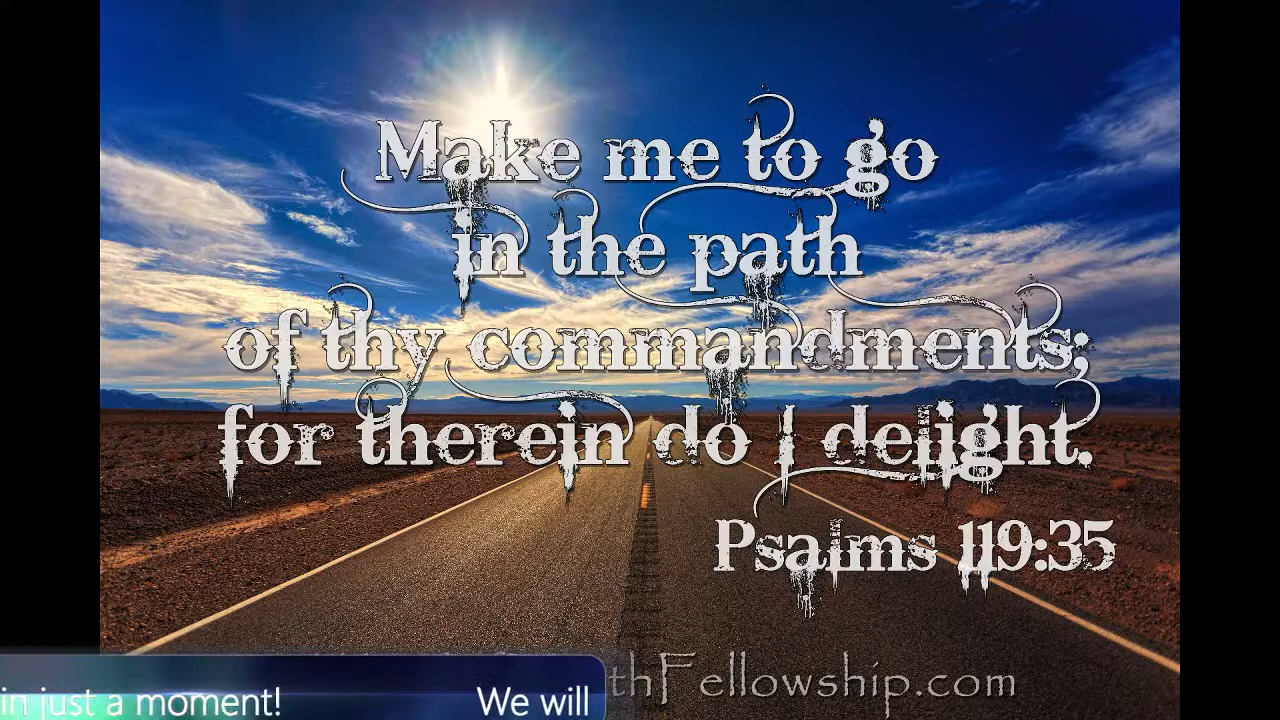 Make me to go
in the path
of thy commandments;
for therein do I delight.
Psalms 119:35
thFellowship.com
in just a moment! We will